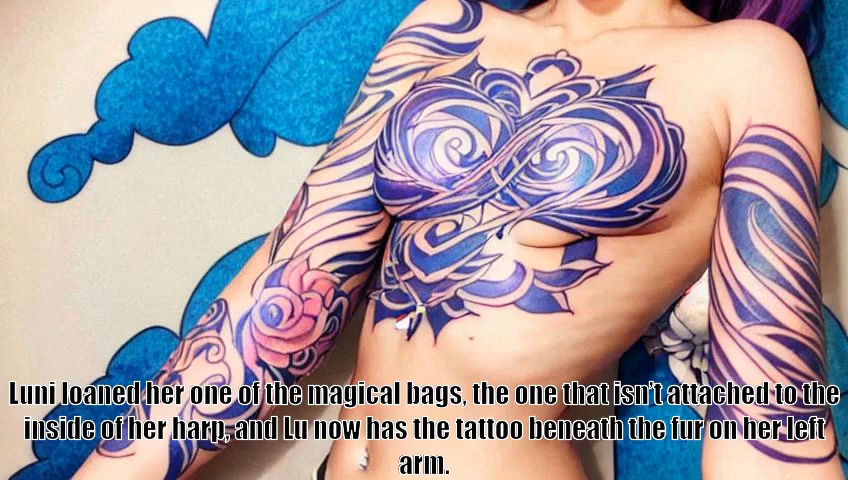 Luni loaned her one of the magical bags, the one that isn't attached to the
inside of her harp, and Lu now has the tattoo beneath the fur on her left
arm.